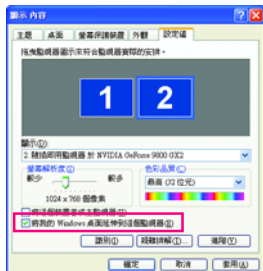 顯示 內容
主題 桌面 螢幕保護裝置 外觀 設定值
拖曳監視器圖示來符合監視器實際的安排。
1 2
顯示(D):
2. 隨插即用監視器 於 NVIDIA GeForce 9800 GX2
螢幕解析度(S) 色彩品質(C)
較少 較多 最高 (32 位元)
1024 x 768 個像素
將我的 Windows 桌面延伸到這個監視器(E)
識別(I) 疑難排解(T)... 進階(V)
確定 取消 套用(A)